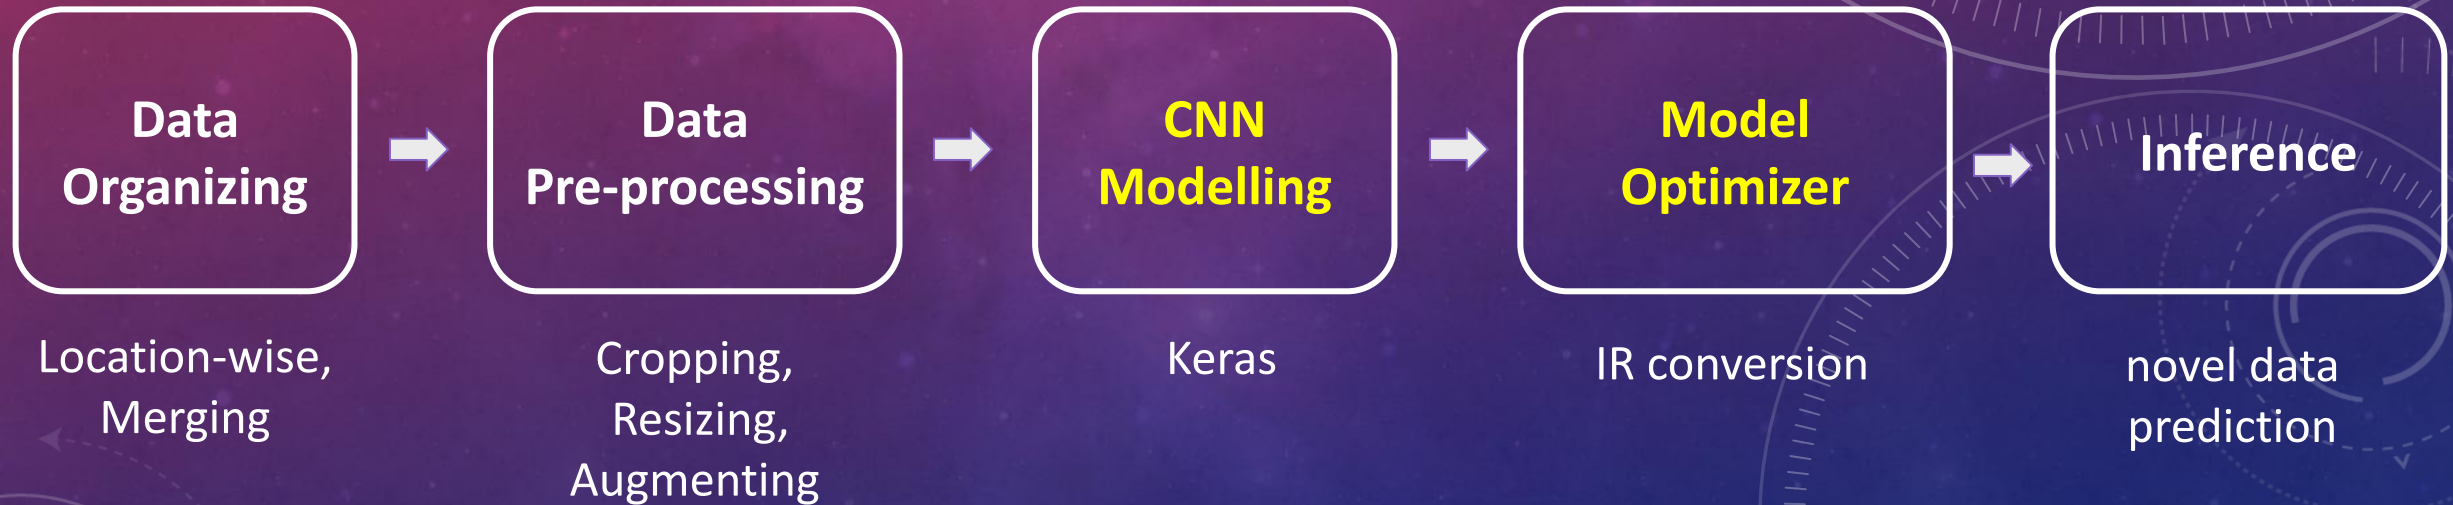 Data
Organizing
Data
Pre-processing
CNN
Modelling
Model
Optimizer
Inference
Location-wise,
Merging
Cropping,
Resizing,
Augmenting
Keras
IR conversion
novel data
prediction